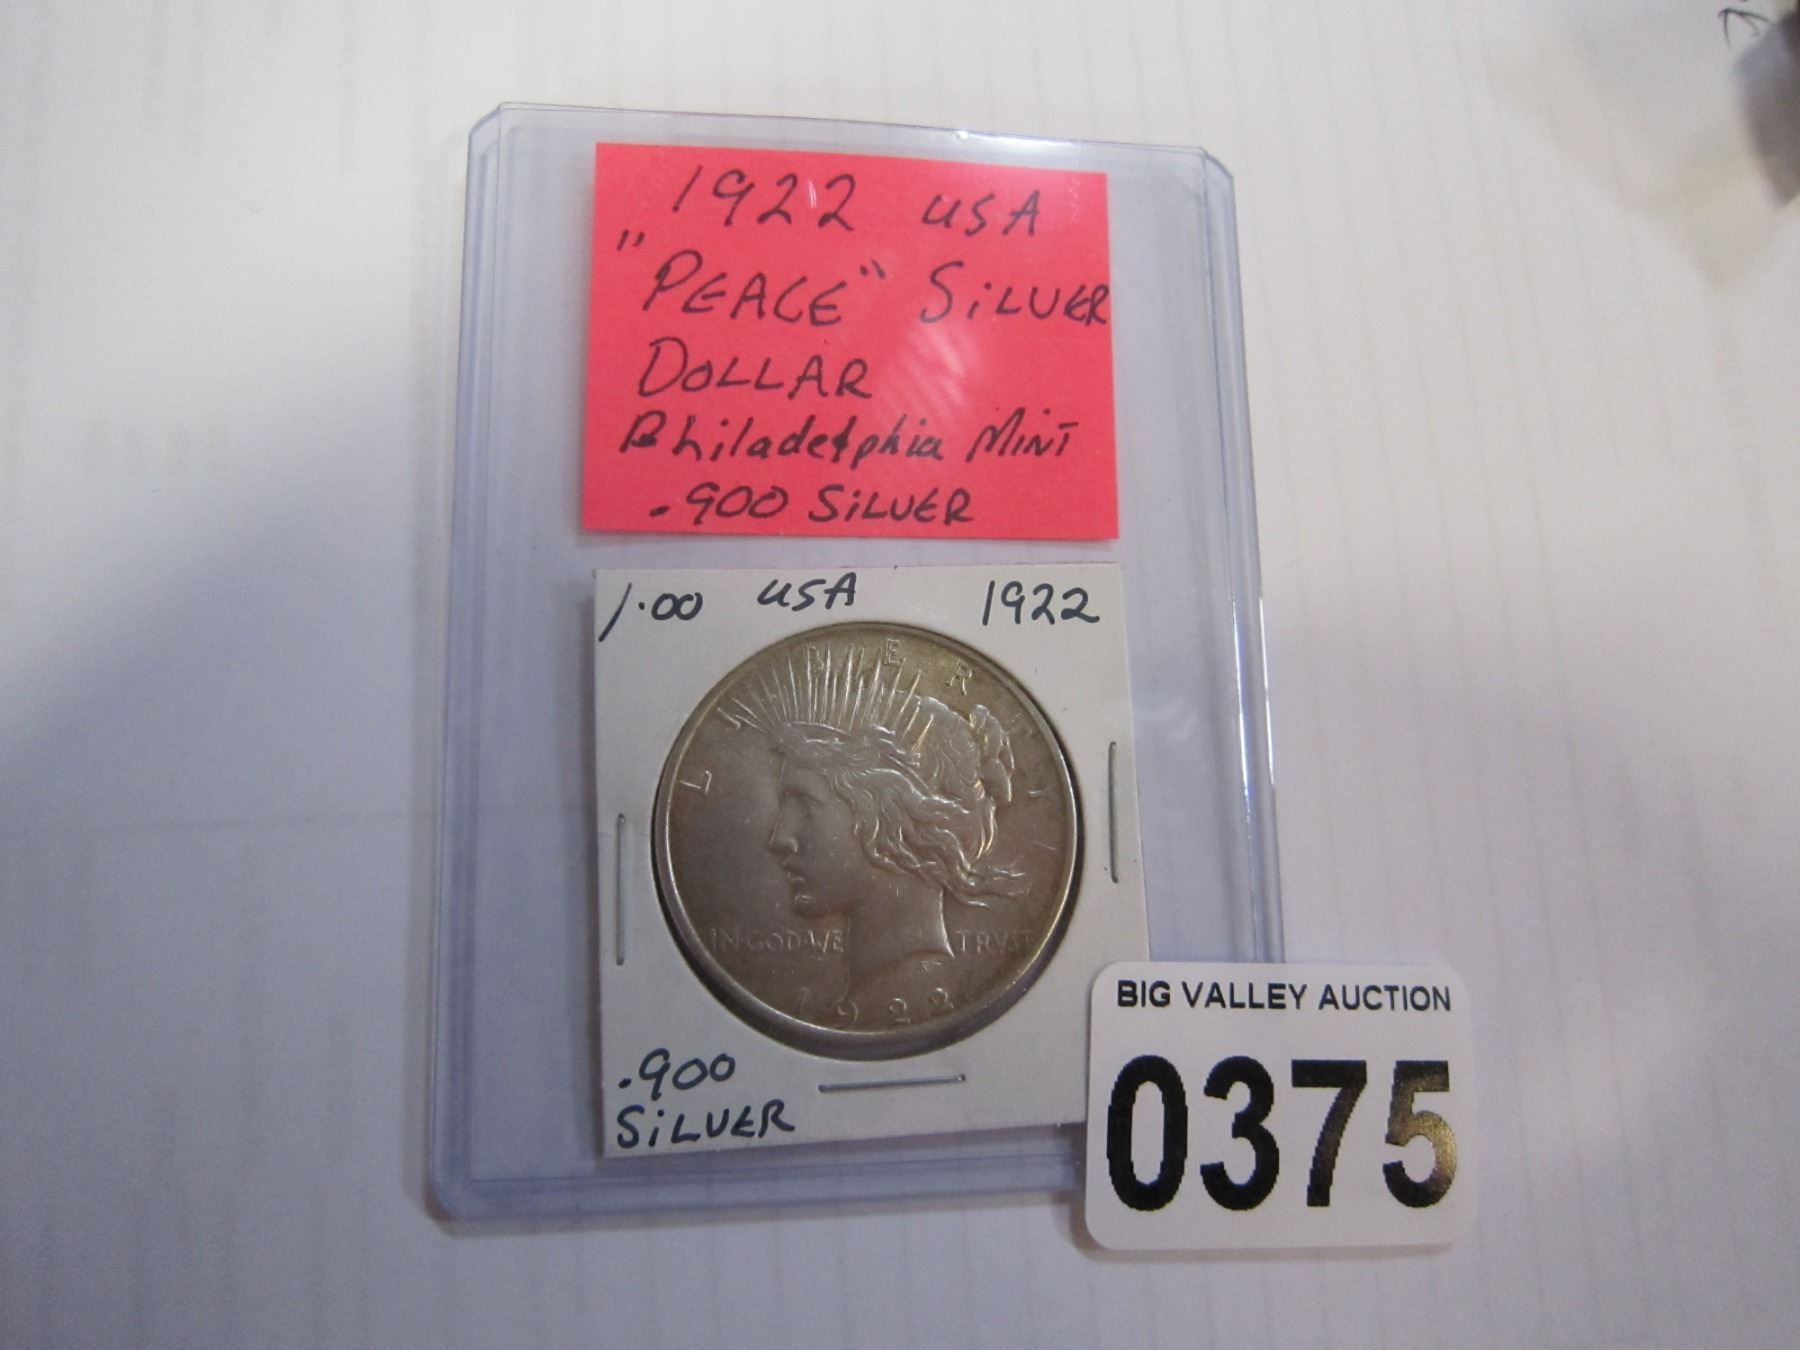 1922 USA
"PEACE" SILVER
DOLLAR
Philadelphia MINT
.900 SILVER
1.00 USA 1922
LIBERTY
IN GOD WE TRVST
1922
.900
SILVER
BIG VALLEY AUCTION
0375